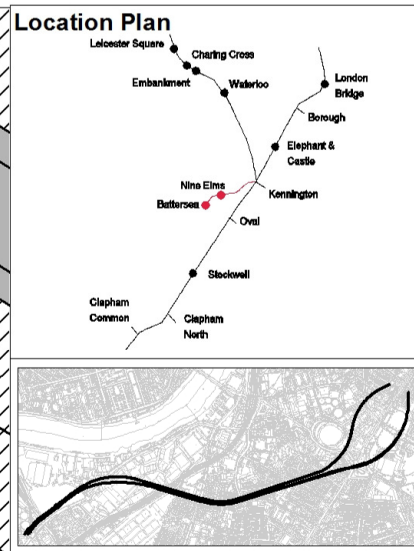 Location Plan
Leicester Square
Charing Cross
Embankment
Waterloo
London
Bridge
Borough
Elephant &
Castle
Nine Elms
Kennington
Battersea
Oval
Stockwell
Clapham
Common
Clapham
North